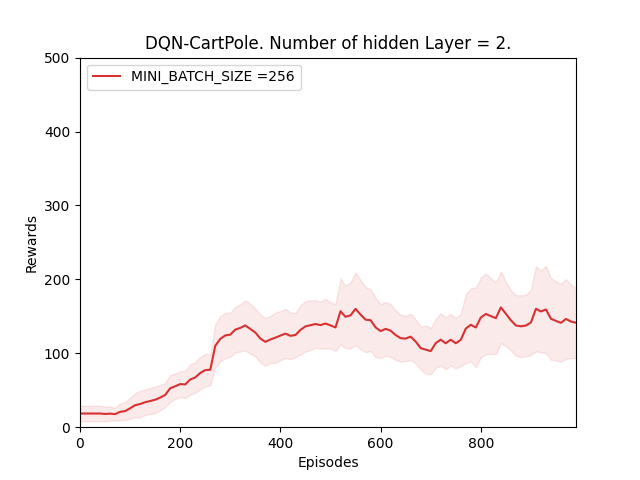 DQN-CartPole. Number of hidden Layer = 2.
MINI_BATCH_SIZE =256
500
400
300
200
100
0
Rewards
0 200 400 600 800
Episodes